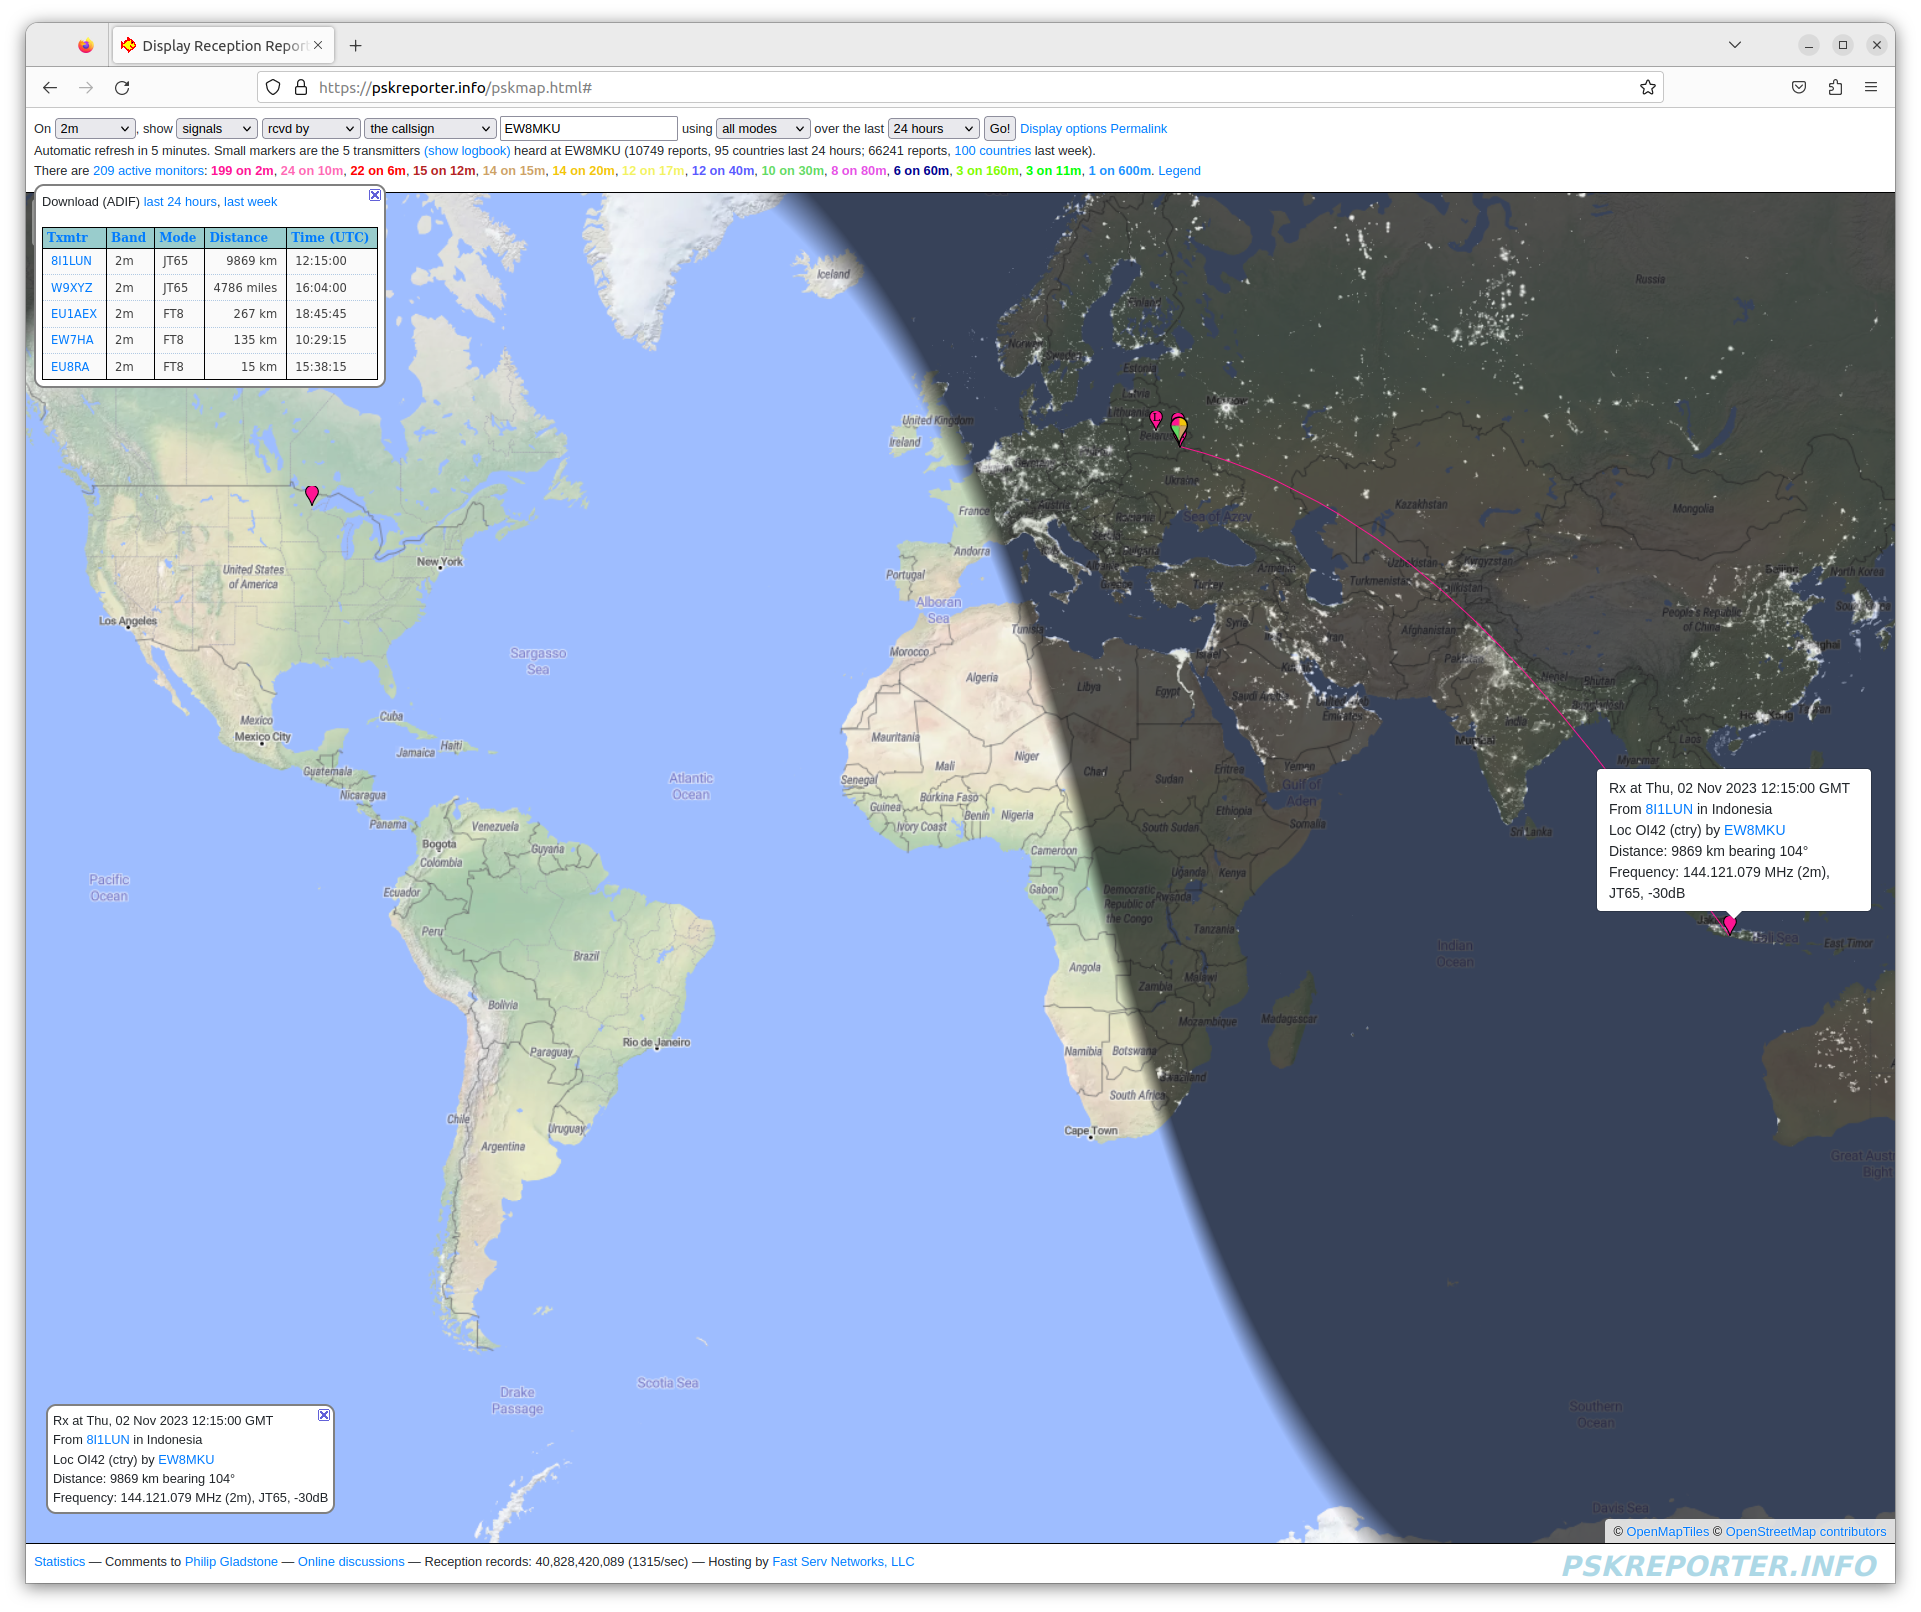 Display Reception Repor
https://pskreporter.info/pskmap.html#
On 2m, show signals rcvd by the callsign EW8MKU using all modes over the last 24 hours Go! Display options Permalink
Automatic refresh in 5 minutes. Small markers are the 5 transmitters (show logbook) heard at EW8MKU (10749 reports, 95 countries last 24 hours; 66241 reports, 100 countries last week).
There are 209 active monitors: 199 on 2m, 24 on 10m, 22 on 6m, 15 on 12m, 14 on 15m, 14 on 20m, 12 on 17m, 12 on 40m, 10 on 30m, 8 on 80m, 6 on 60m, 3 on 160m, 3 on 11m, 1 on 600m. Legend
Download (ADIF) last 24 hours, last week
Txmtr Band Mode Distance Time (UTC)
8I1LUN 2m JT65 9869 km 12:15:00
W9XYZ 2m JT65 4786 miles 16:04:00
EU1AEX 2m FT8 267 km 18:45:45
EW7HA 2m FT8 135 km 10:29:15
EU8RA 2m FT8 15 km 15:38:15
Iceland
Russia
Finland
Norway
Sweden
Estonia
Latvia
Lithuania
United Kingdom
Ireland
Belarus
Ukraine
Kazakhstan
Mongolia
France
Austria
Romania
Sea of Azov
Andorra
Bulgaria
Portugal
Greece
Turkey
Armenia
Uzbekistan
Kyrgyzstan
Turkmenistan
Tajikistan
Beijing
North Korea
New York
United States
of America
Los Angeles
Alboran
Sea
Tunisia
Syria
Iraq
Iran
Afghanistan
People's Republic
of China
Sargasso
Sea
Morocco
Israel
Pakistan
Algeria
Libya
Egypt
Saudi Arabia
United Arab
Emirates
Nepal
Bhutan
Bangladesh
India
Mexico
Mexico City
Cuba
Jamaica
Haiti
Mauritania
Mali
Niger
Chad
Sudan
Eritrea
Yemen
Gulf of
Aden
Mumbai
Laos
Myanmar
Guatemala
Nicaragua
Atlantic
Ocean
Senegal
Guinea
Burkina Faso
Benin
Nigeria
Ivory Coast
Ethiopia
Somalia
South Sudan
Sri Lanka
Panama
Venezuela
Bogota
Colombia
Guyana
Cameroon
Pacific
Ocean
Ecuador
Gabon
Democratic
Republic of
the Congo
Uganda
Kenya
Rwanda
Tanzania
Rx at Thu, 02 Nov 2023 12:15:00 GMT
From 8I1LUN in Indonesia
Loc OI42 (ctry) by EW8MKU
Distance: 9869 km bearing 104°
Frequency: 144.121.079 MHz (2m),
JT65, -30dB
Peru
Brazil
Angola
Indian
Ocean
East Timor
Bolivia
Zambia
Malawi
Mozambique
Madagascar
Rio de Janeiro
Paraguay
Namibia
Botswana
Swaziland
South Africa
Chile
Uruguay
Argentina
Cape Town
Great Aust
Bight
Drake
Passage
Scotia Sea
Southern
Ocean
Davis Sea
Rx at Thu, 02 Nov 2023 12:15:00 GMT
From 8I1LUN in Indonesia
Loc OI42 (ctry) by EW8MKU
Distance: 9869 km bearing 104°
Frequency: 144.121.079 MHz (2m), JT65, -30dB
© OpenMapTiles © OpenStreetMap contributors
Statistics — Comments to Philip Gladstone — Online discussions — Reception records: 40,828,420,089 (1315/sec) — Hosting by Fast Serv Networks, LLC
PSKREPORTER.INFO